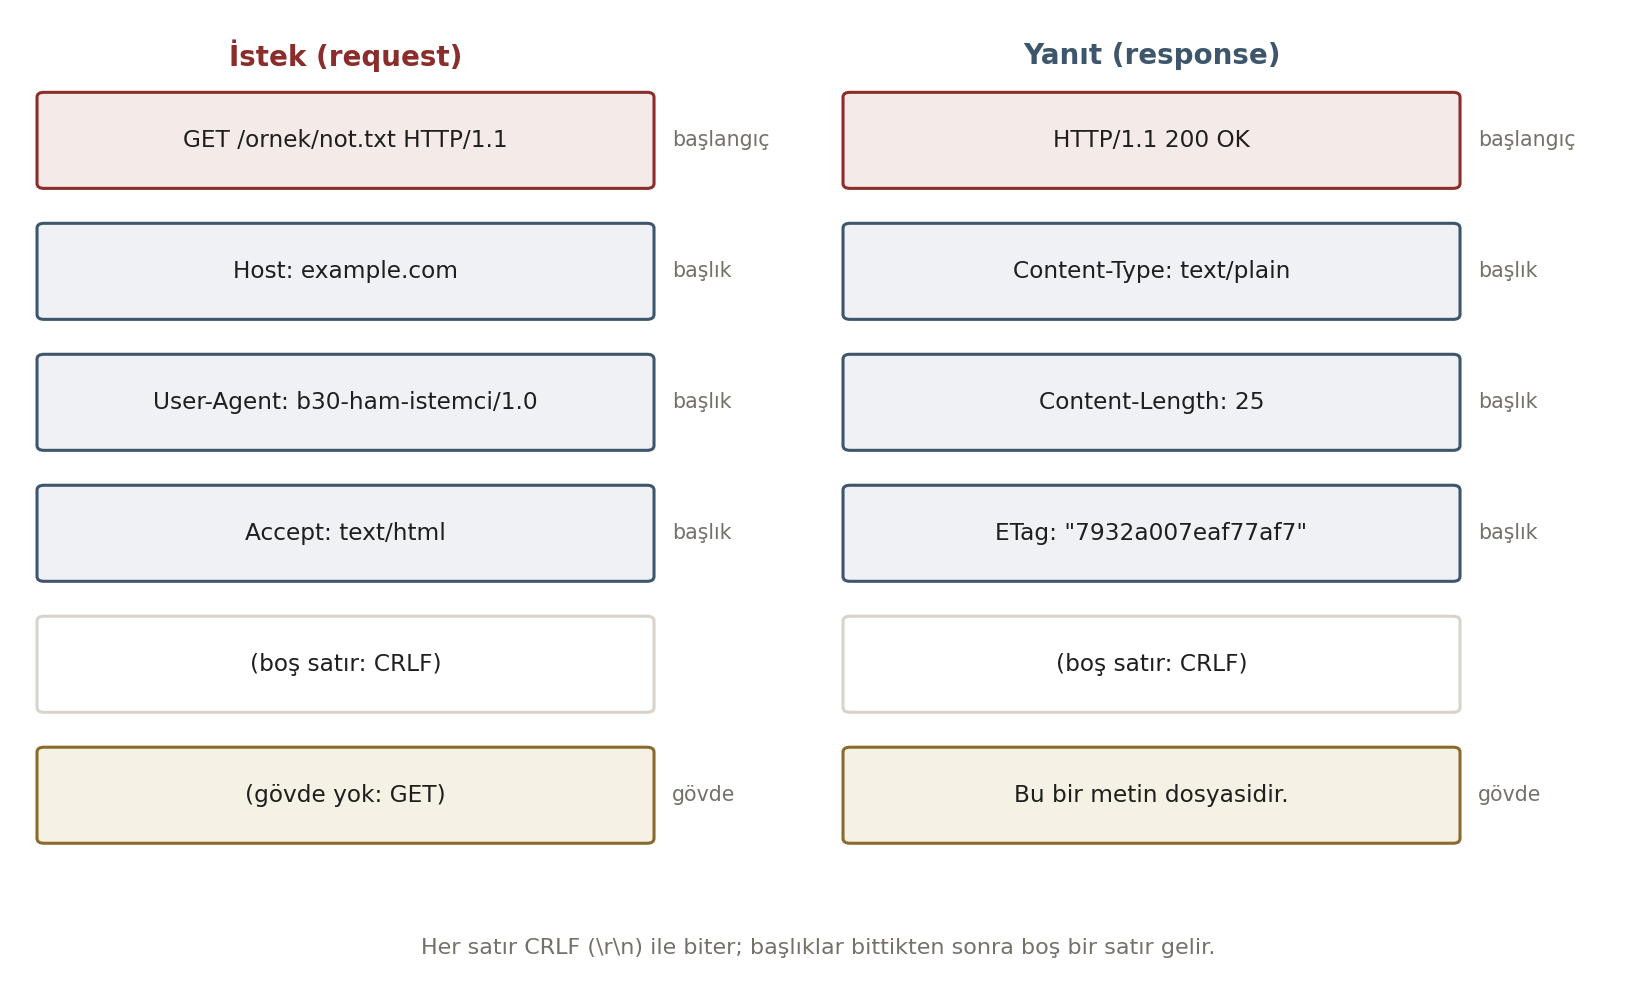 İstek (request)
GET /ornek/not.txt HTTP/1.1
başlangıç
Host: example.com
başlık
User-Agent: b30-ham-istemci/1.0
başlık
Accept: text/html
başlık
(boş satır: CRLF)
(gövde yok: GET)
gövde
Yanıt (response)
HTTP/1.1 200 OK
başlangıç
Content-Type: text/plain
başlık
Content-Length: 25
başlık
ETag: "7932a007eaf77af7"
başlık
(boş satır: CRLF)
Bu bir metin dosyasidir.
gövde
Her satır CRLF (\r\n) ile biter; başlıklar bittikten sonra boş bir satır gelir.